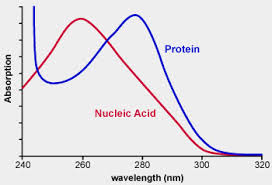 Absorption
Protein
Nucleic Acid
240 260 280 300 320
wavelength (nm)